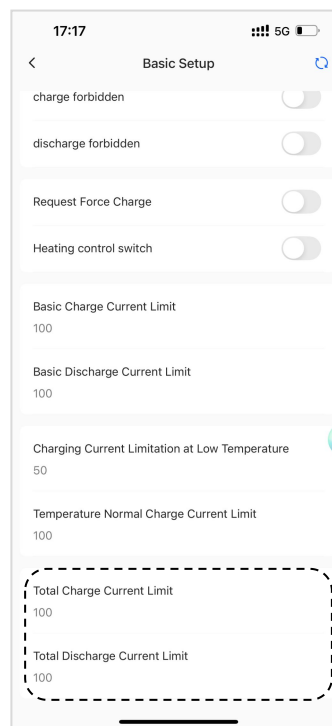 17:17
5G
Basic Setup
charge forbidden
discharge forbidden
Request Force Charge
Heating control switch
Basic Charge Current Limit
100
Basic Discharge Current Limit
100
Charging Current Limitation at Low Temperature
50
Temperature Normal Charge Current Limit
100
Total Charge Current Limit
100
Total Discharge Current Limit
100